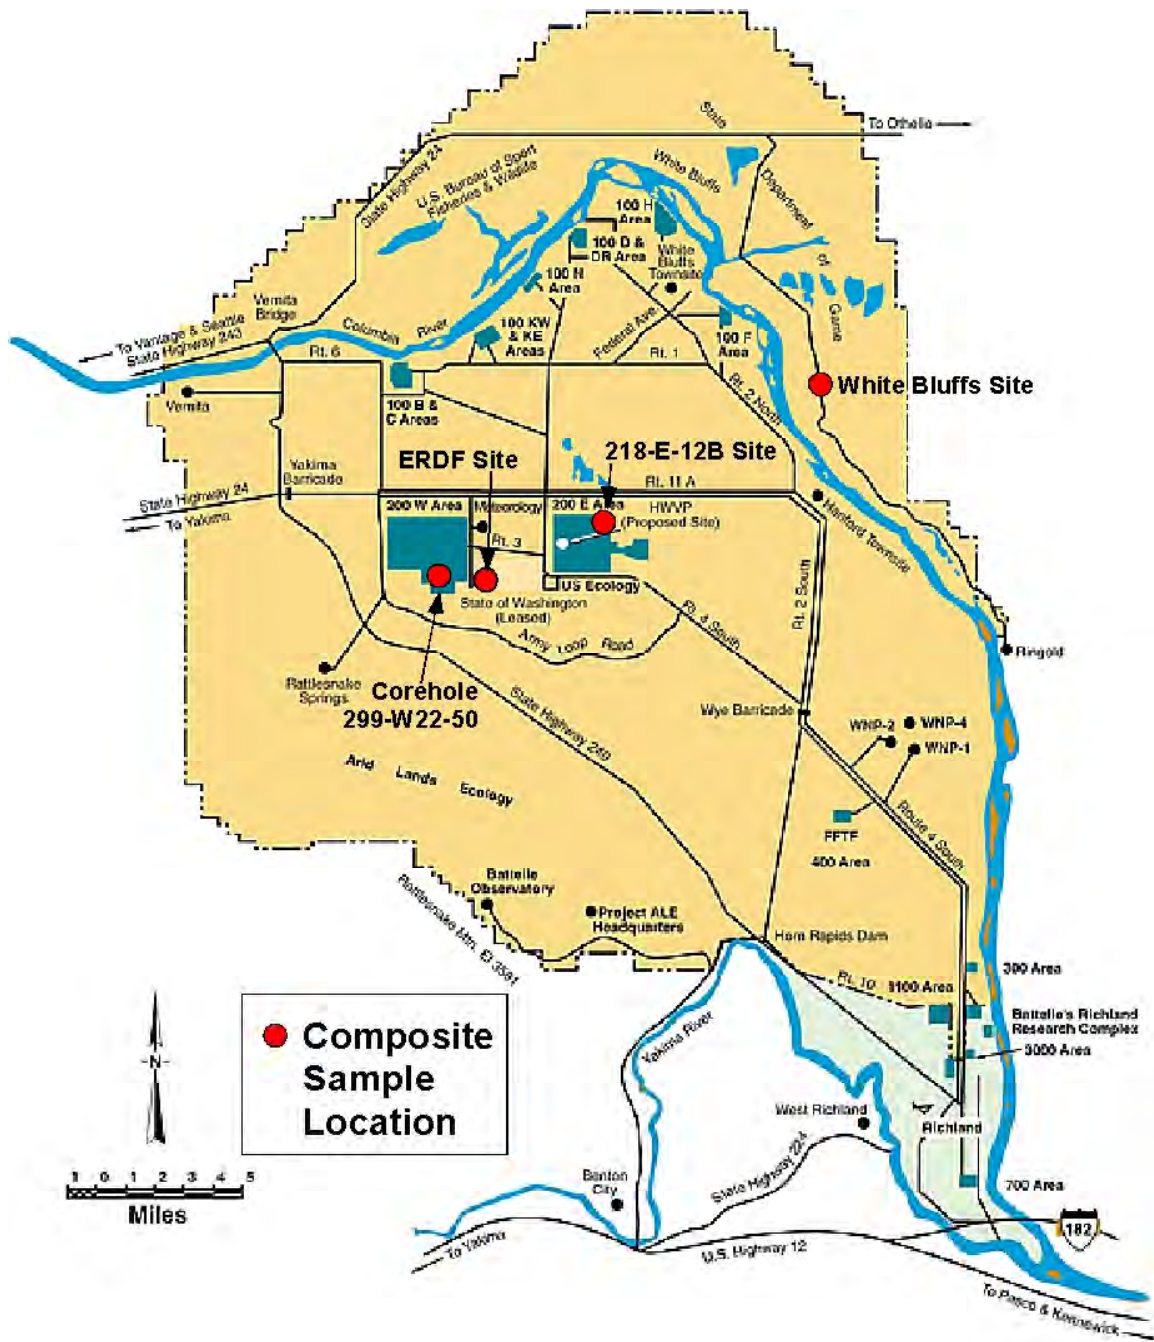 State
To Othello
State Highway 24
U.S. Bureau of Sport
Fisheries & Wildlife
White Bluffs
Department
of
Game
100 H
Area
100 D &
DR Area
White
Bluffs
Townsite
100 N
Area
Vernita
Bridge
To Vantage & Seattle
State Highway 243
Columbia
River
100 KW
& KE
Areas
Federal Ave.
100 F
Area
Rt. 6
Rt. 1
Rt. 2 North
White Bluffs Site
Vernita
100 B &
C Areas
ERDF Site
218-E-12B Site
Yakima
Barricade
Rt. 11 A
State Highway 24
To Yakima
200 W Area
Meteorology
200 E Area
HWVP
(Proposed Site)
Hanford Townsite
Rt. 3
US Ecology
State of Washington
(Leased)
Rt. 4 South
Rt. 2 South
Army Loop Road
Ringold
Rattlesnake
Springs
Corehole
299-W22-50
State Highway 240
Wye Barricade
WNP-2
WNP-4
WNP-1
Arid Lands Ecology
Route 4 South
FFTF
400 Area
Battelle
Observatory
Rattlesnake Mtn. El 3591
Project ALE
Headquarters
Horn Rapids Dam
300 Area
Rt. 10
1100 Area
Battelle's Richland
Research Complex
3000 Area
Yakima River
N
Composite
Sample
Location
West Richland
Richland
1 0 1 2 3 4 5
Miles
Benton
City
State Highway 224
700 Area
182
To Yakima
U.S. Highway 12
To Pasco & Kennewick